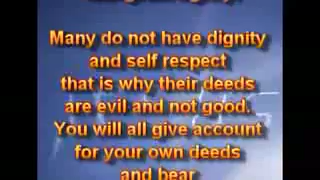 Many do not have dignity
and self respect
that is why their deeds
are evil and not good.
You will all give account
for your own deeds
and bear